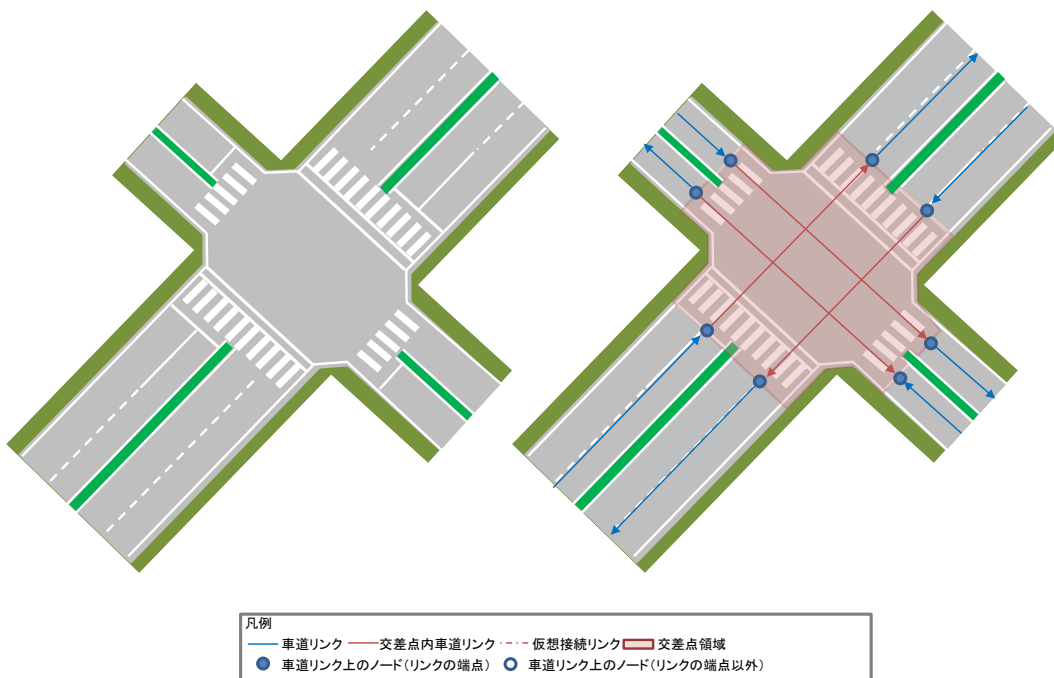 凡例
車道リンク 交差点内車道リンク 仮想接続リンク 交差点領域
車道リンク上のノード(リンクの端点) 車道リンク上のノード(リンクの端点以外)